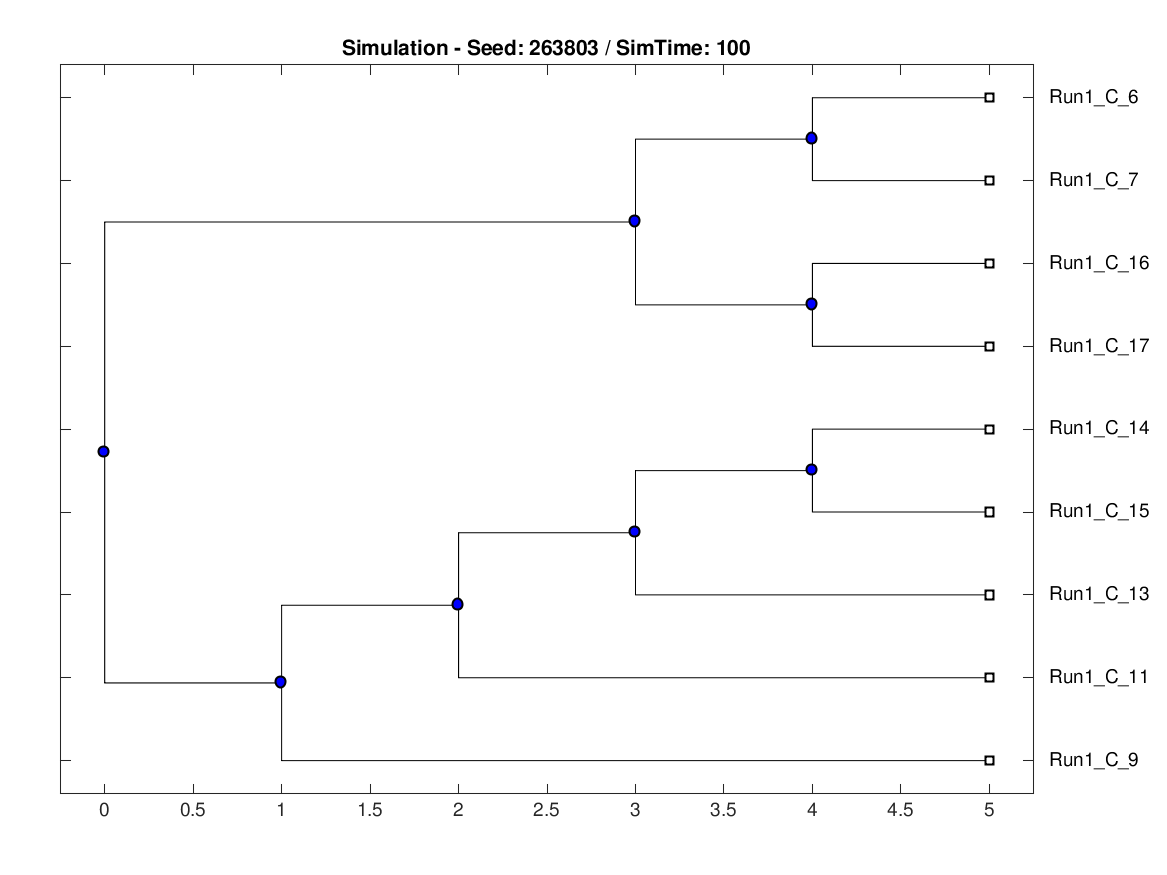 Simulation - Seed: 263803 / SimTime: 100
Run1_C_6
Run1_C_7
Run1_C_16
Run1_C_17
Run1_C_14
Run1_C_15
Run1_C_13
Run1_C_11
Run1_C_9
0 0.5 1 1.5 2 2.5 3 3.5 4 4.5 5